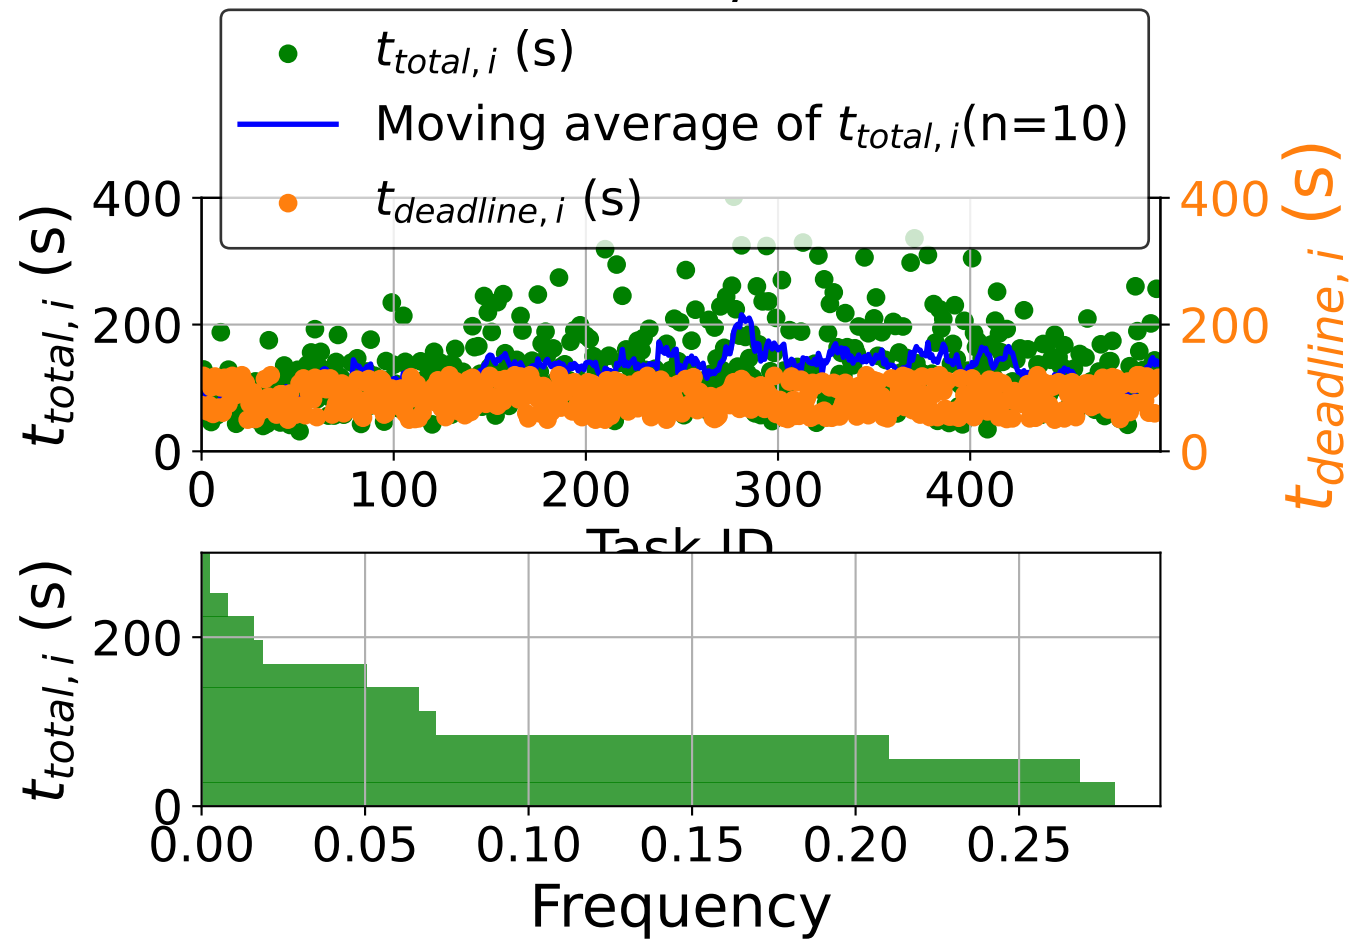 t_total,i (s)
Moving average of t_total,i(n=10)
t_deadline,i (s)
t_total,i (s)
400
200
0
400
200
0
t_deadline,i (s)
0 100 200 300 400
Task ID
t_total,i (s)
200
0
0.00 0.05 0.10 0.15 0.20 0.25
Frequency